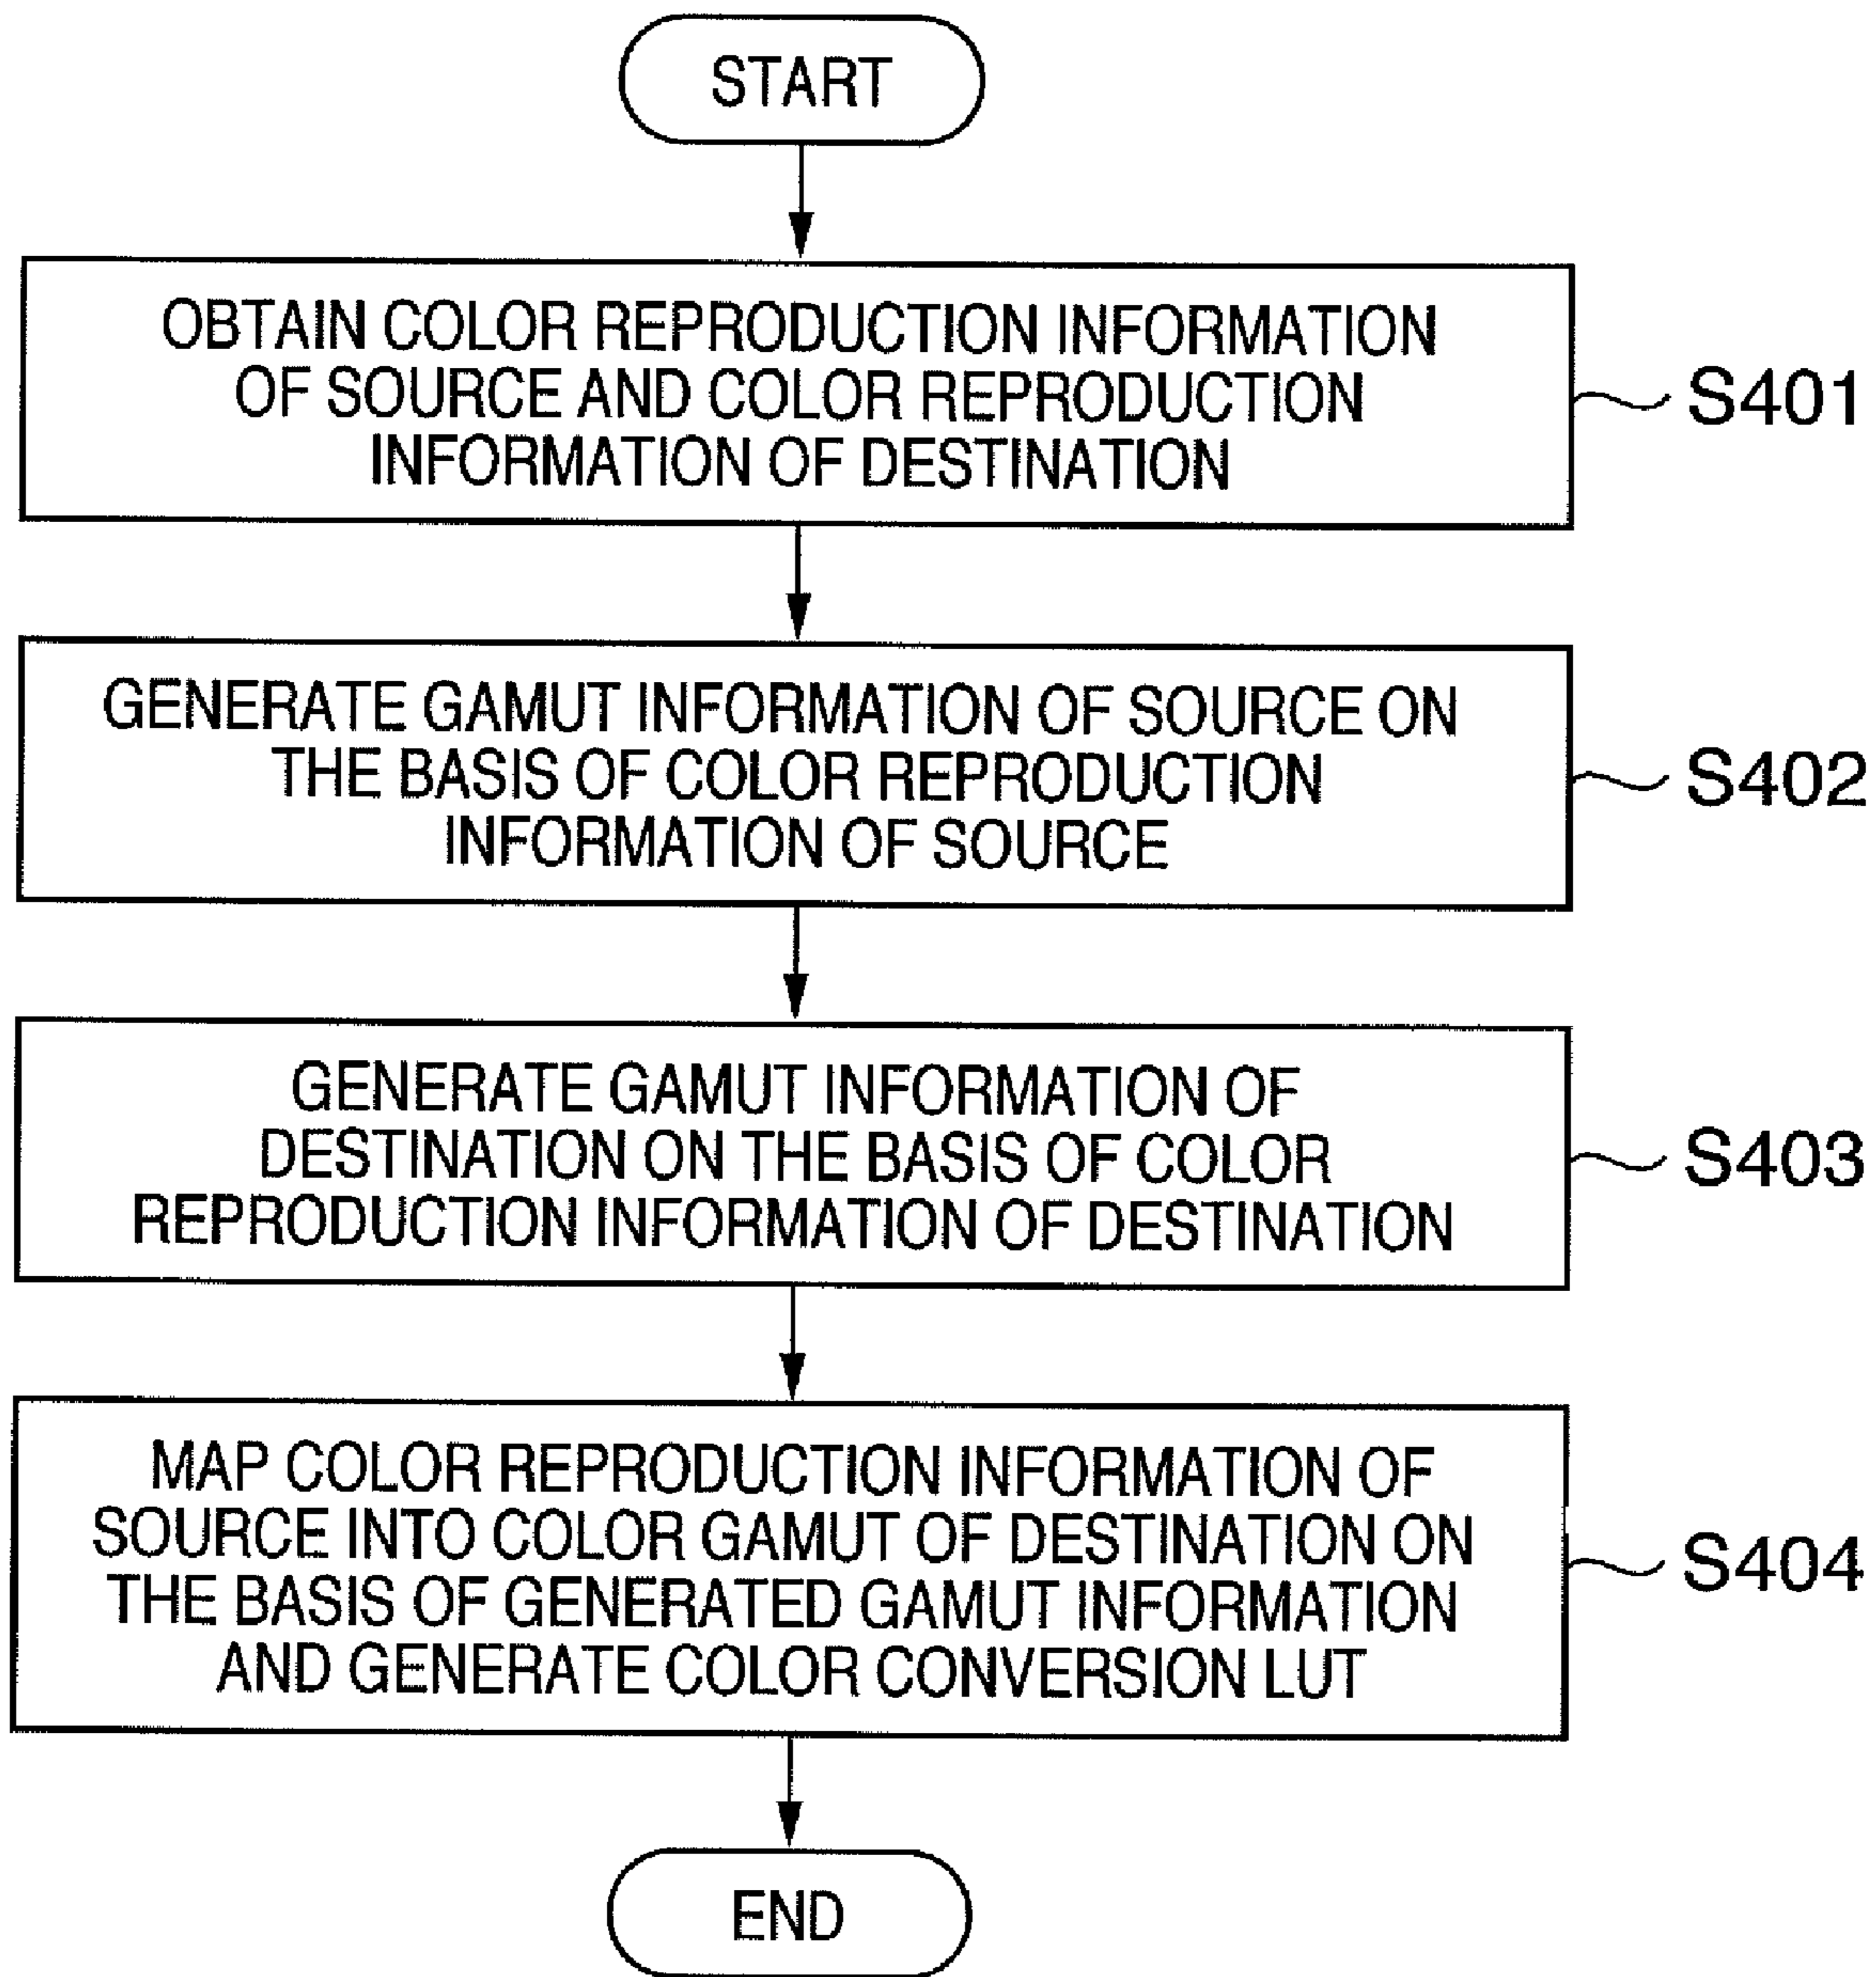 START
OBTAIN COLOR REPRODUCTION INFORMATION
OF SOURCE AND COLOR REPRODUCTION
INFORMATION OF DESTINATION
S401
GENERATE GAMUT INFORMATION OF SOURCE ON
THE BASIS OF COLOR REPRODUCTION
INFORMATION OF SOURCE
S402
GENERATE GAMUT INFORMATION OF
DESTINATION ON THE BASIS OF COLOR
REPRODUCTION INFORMATION OF DESTINATION
S403
MAP COLOR REPRODUCTION INFORMATION OF
SOURCE INTO COLOR GAMUT OF DESTINATION ON
THE BASIS OF GENERATED GAMUT INFORMATION
AND GENERATE COLOR CONVERSION LUT
S404
END